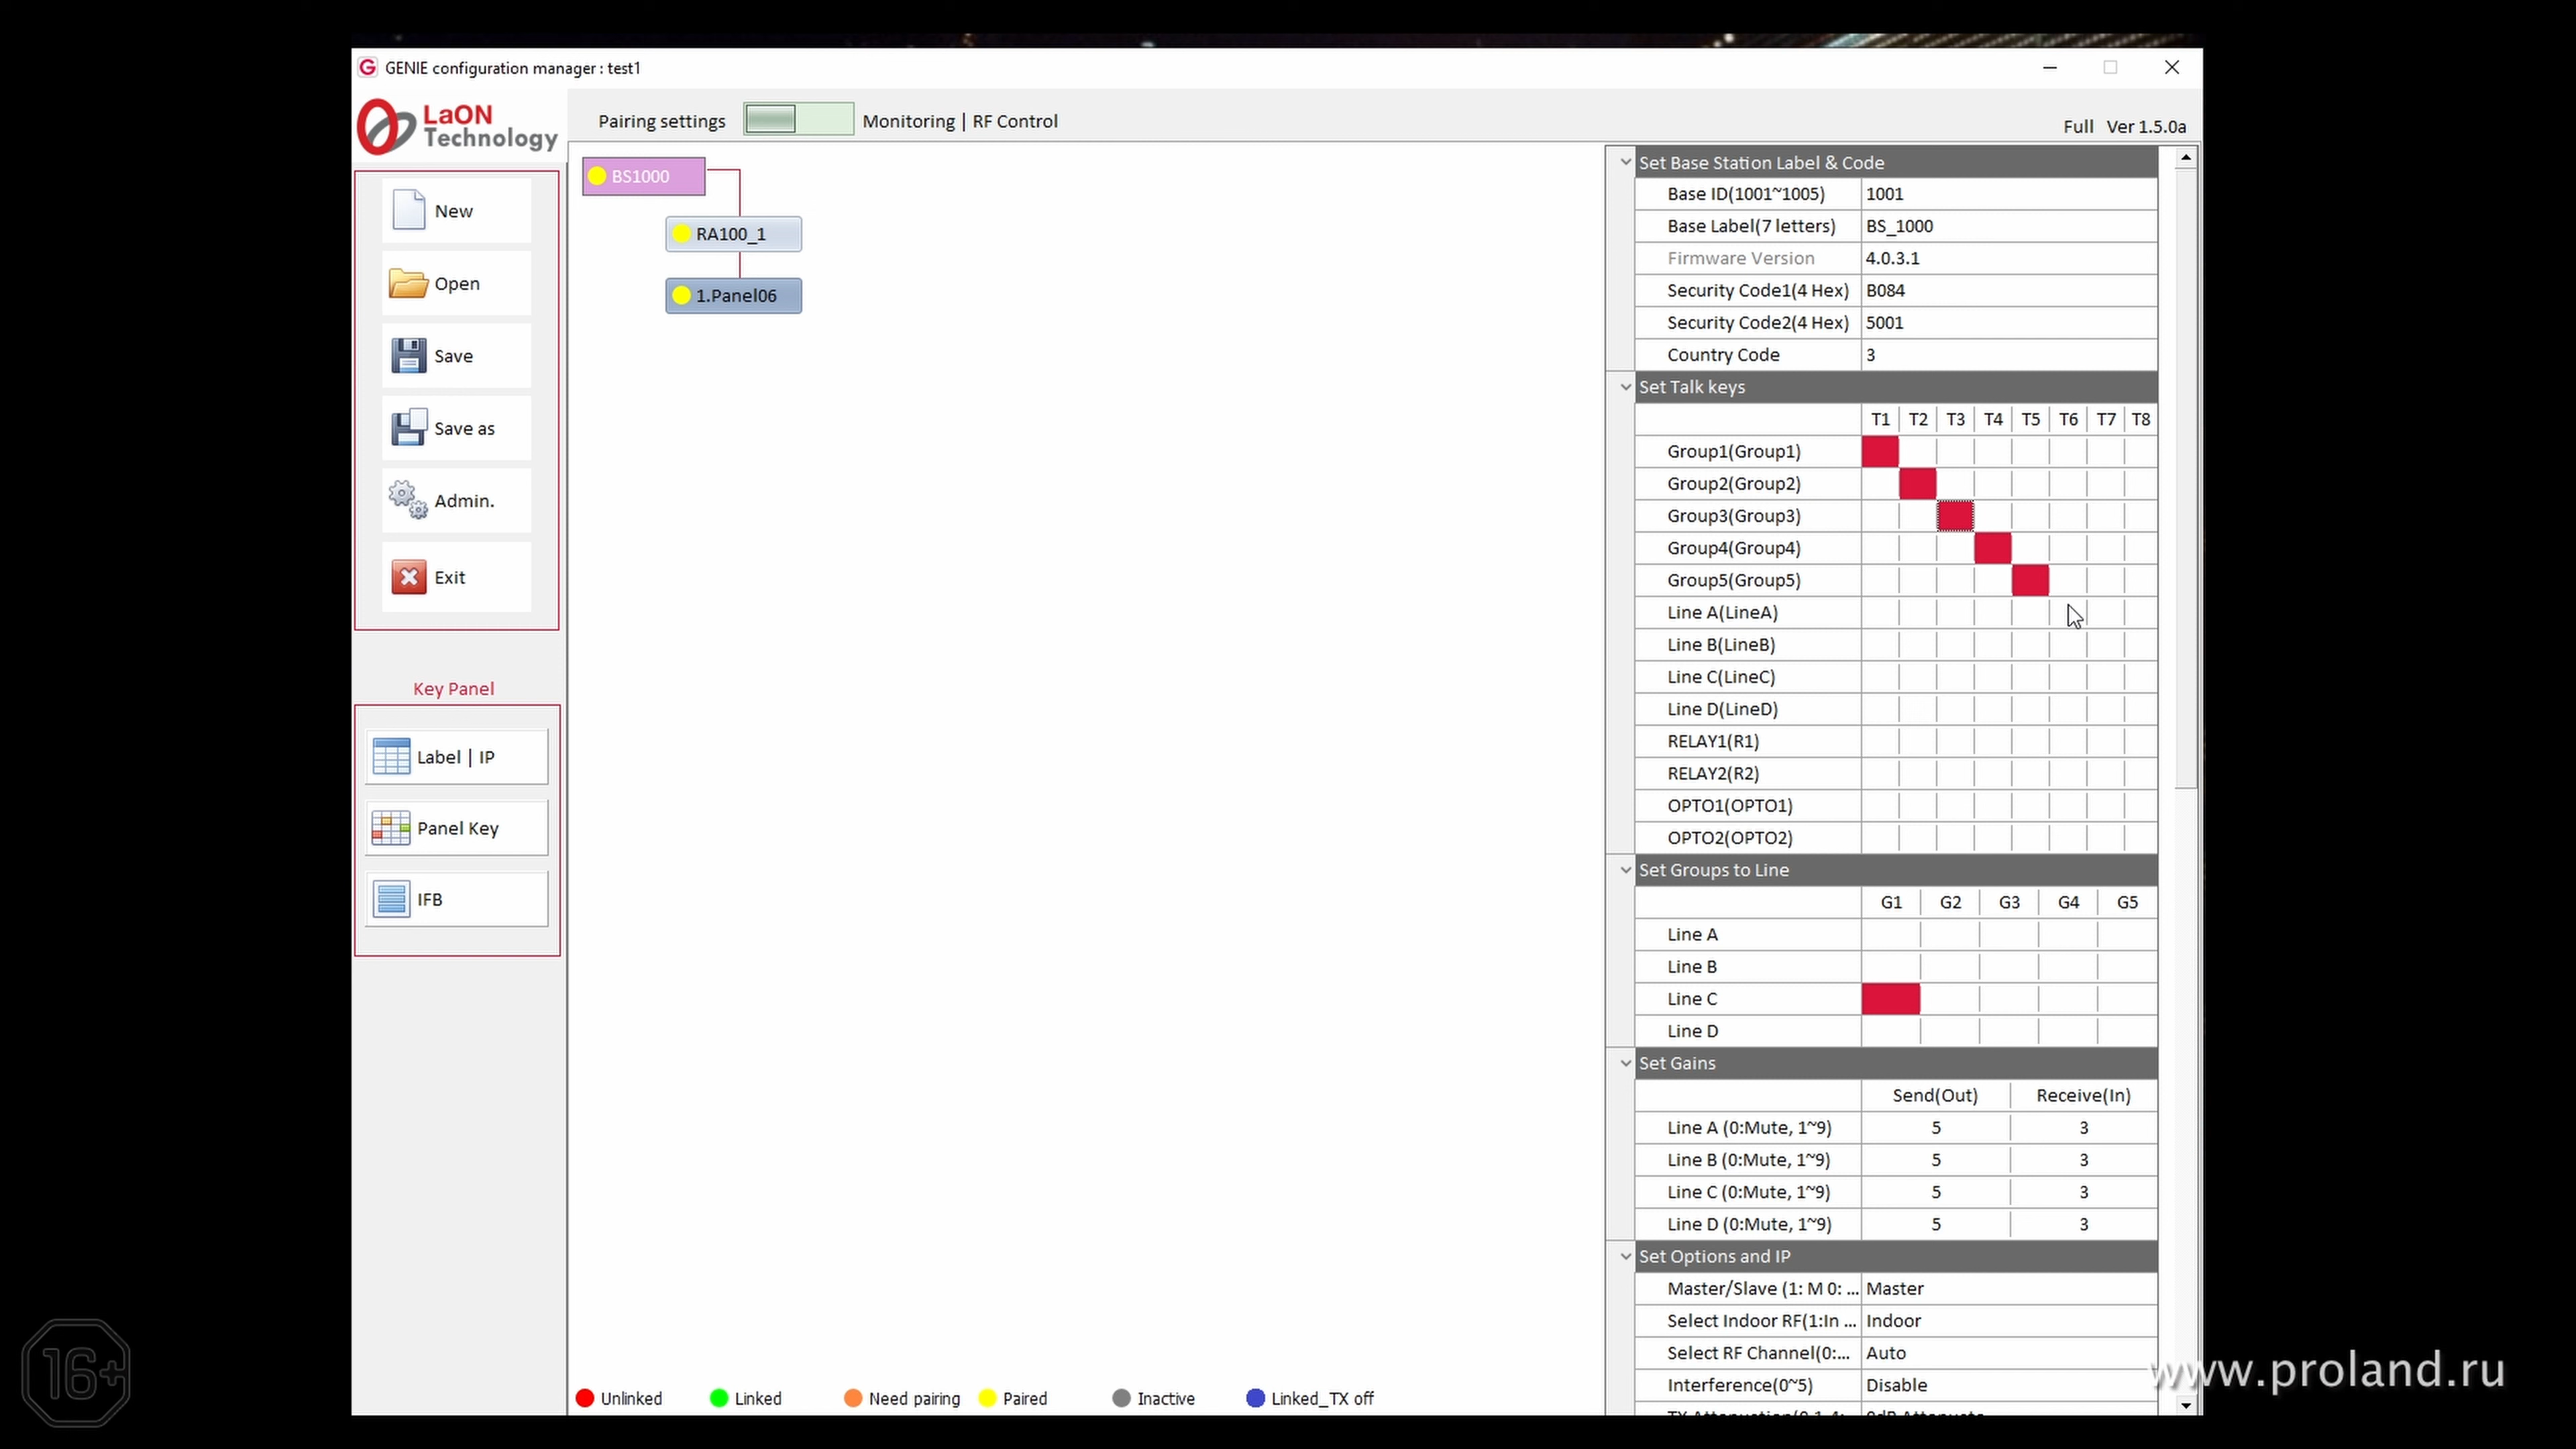 GENIE configuration manager : test1
LaON
Technology
Pairing settings
Monitoring | RF Control
Full Ver 1.5.0a
New
Open
Save
Save as
Admin.
Exit
Key Panel
Label | IP
Panel Key
IFB
BS1000
RA100_1
1.Panel06
Set Base Station Label & Code
Base ID(1001~1005) 1001
Base Label(7 letters) BS_1000
Firmware Version 4.0.3.1
Security Code1(4 Hex) B084
Security Code2(4 Hex) 5001
Country Code 3
Set Talk keys
T1 T2 T3 T4 T5 T6 T7 T8
Group1(Group1)
Group2(Group2)
Group3(Group3)
Group4(Group4)
Group5(Group5)
Line A(LineA)
Line B(LineB)
Line C(LineC)
Line D(LineD)
RELAY1(R1)
RELAY2(R2)
OPTO1(OPTO1)
OPTO2(OPTO2)
Set Groups to Line
G1 G2 G3 G4 G5
Line A
Line B
Line C
Line D
Set Gains
Send(Out) Receive(In)
Line A (0:Mute, 1~9) 5 3
Line B (0:Mute, 1~9) 5 3
Line C (0:Mute, 1~9) 5 3
Line D (0:Mute, 1~9) 5 3
Set Options and IP
Master/Slave (1: M 0: ... Master
Select Indoor RF(1:In ... Indoor
Select RF Channel(0:... Auto
Interference(0~5) Disable
Unlinked
Linked
Need pairing
Paired
Inactive
Linked_TX off
16+
www.proland.ru